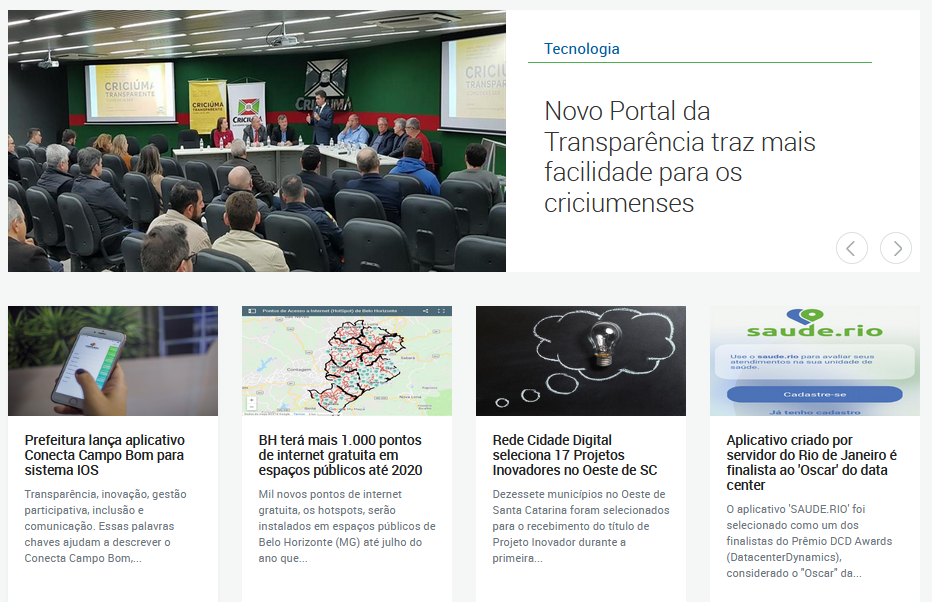 CRICIÚMA
TRANSPARENTE
CRICIÚMA
TRANSPARENTE
CRICIÚMA
CRICIÚMA
Tecnologia
Novo Portal da
Transparência traz mais
facilidade para os
criciumenses
Prefeitura lança aplicativo
Conecta Campo Bom para
sistema IOS
Transparência, inovação, gestão
participativa, inclusão e
comunicação. Essas palavras
chaves ajudam a descrever o
Conecta Campo Bom,...
Pontos de Acesso a Internet (HotSpot) de Belo Horizonte
Contagem
Sabará
Nova Lima
BH terá mais 1.000 pontos
de internet gratuita em
espaços públicos até 2020
Mil novos pontos de internet
gratuita, os hotspots, serão
instalados em espaços públicos de
Belo Horizonte (MG) até julho do
ano que...
Rede Cidade Digital
seleciona 17 Projetos
Inovadores no Oeste de SC
Dezessete municípios no Oeste de
Santa Catarina foram selecionados
para o recebimento do título de
Projeto Inovador durante a
primeira...
saude.rio
Use o saude.rio para avaliar seus
atendimentos na sua unidade de
saúde.
Cadastre-se
Já tenho cadastro
Aplicativo criado por
servidor do Rio de Janeiro é
finalista ao 'Oscar' do data
center
O aplicativo 'SAUDE.RIO' foi
selecionado como um dos
finalistas do Prêmio DCD Awards
(DatacenterDynamics),
considerado o "Oscar" da...